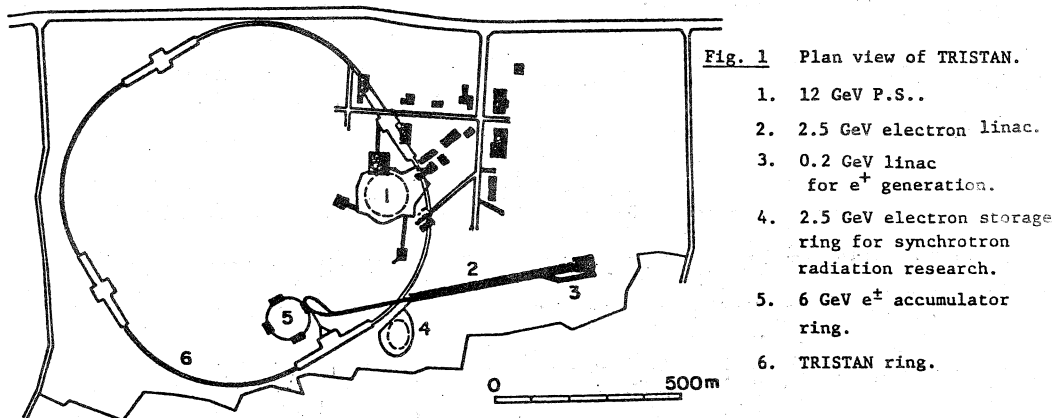 Fig. 1 Plan view of TRISTAN.
1. 12 GeV P.S..
2. 2.5 GeV electron linac.
3. 0.2 GeV linac
for e⁺ generation.
4. 2.5 GeV electron storage
ring for synchrotron
radiation research.
5. 6 GeV e± accumulator
ring.
6. TRISTAN ring.
1
2
3
5
4
6
0 500m